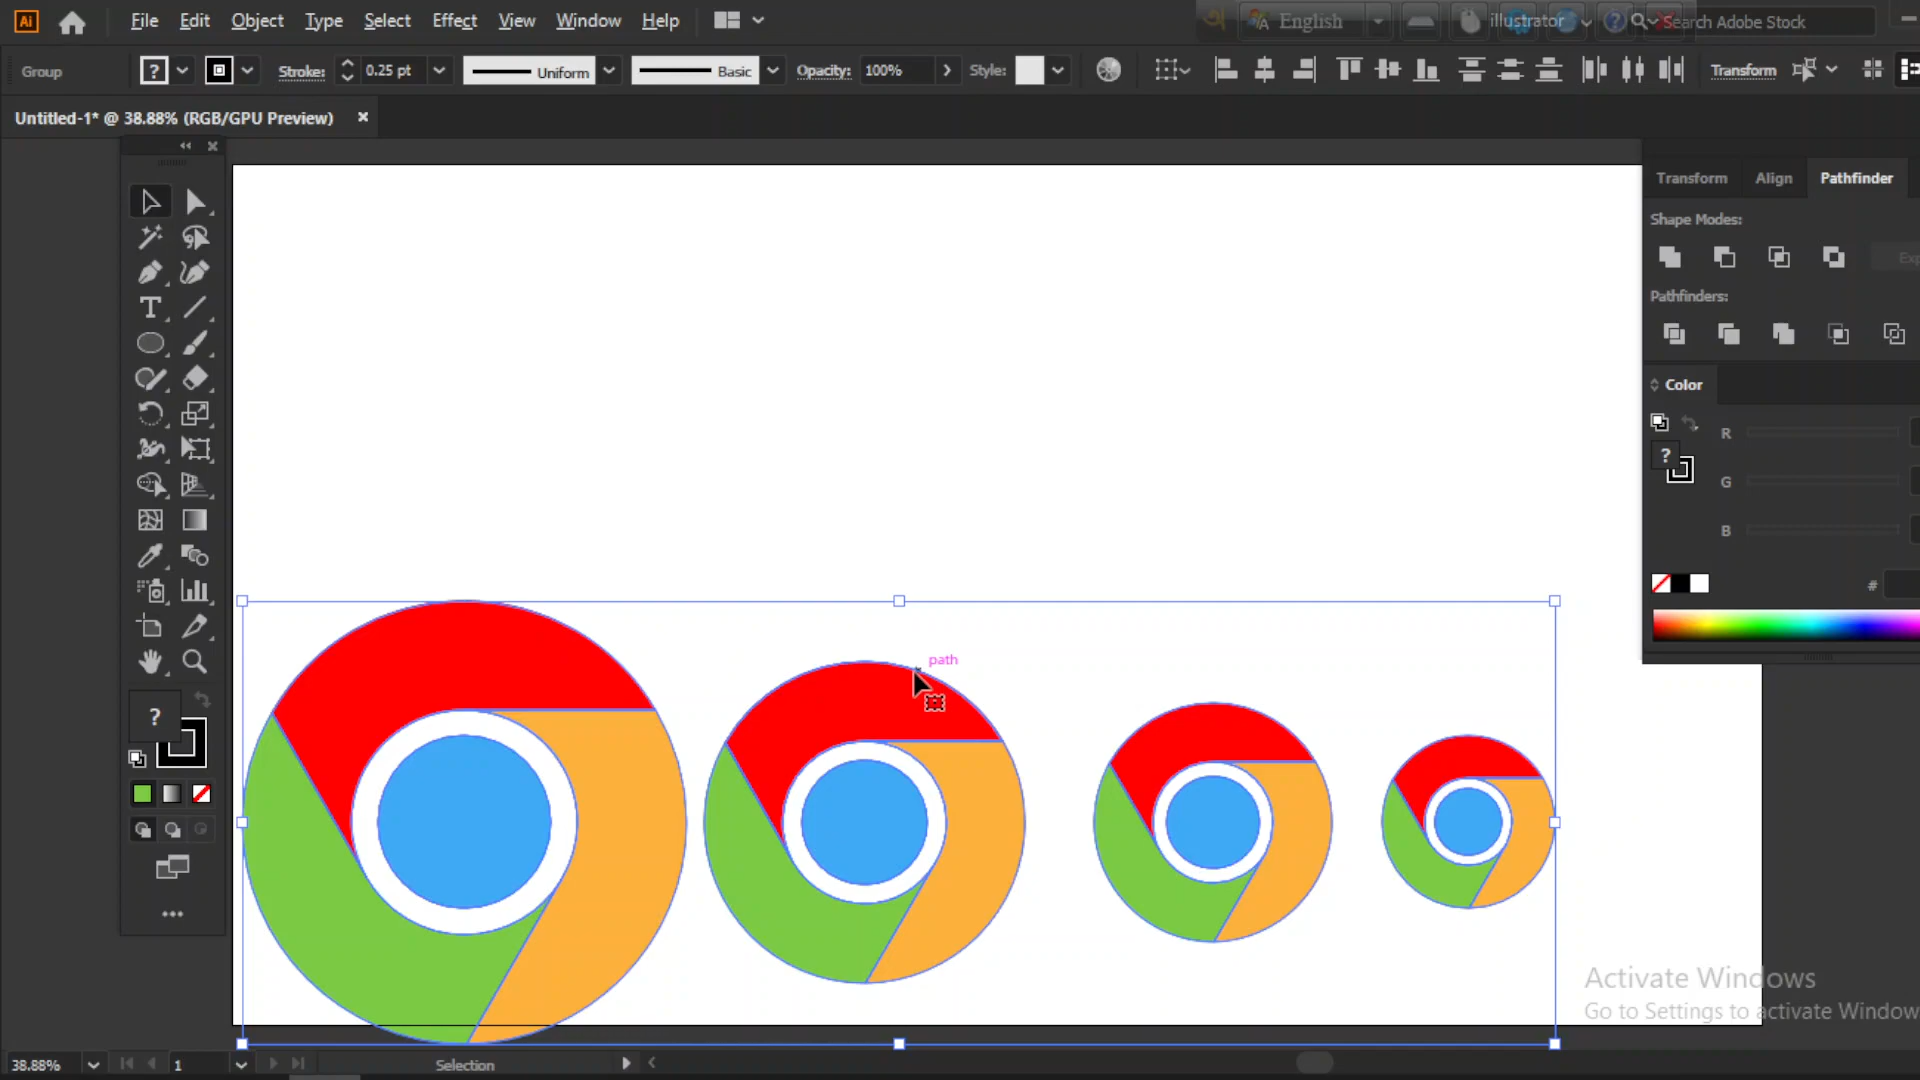 Ai File Edit Object Type Select Effect View Window Help English illustrator Search Adobe Stock
Group ? Stroke: 0.25 pt Uniform Basic Opacity: 100% Style: Transform
Untitled-1* @ 38.88% (RGB/GPU Preview) ×
Transform Align Pathfinder
Shape Modes:
Exp
Pathfinders:
Color
R
?
G
B
#
path
?
Activate Windows
Go to Settings to activate Window
38.88% 1 Selection